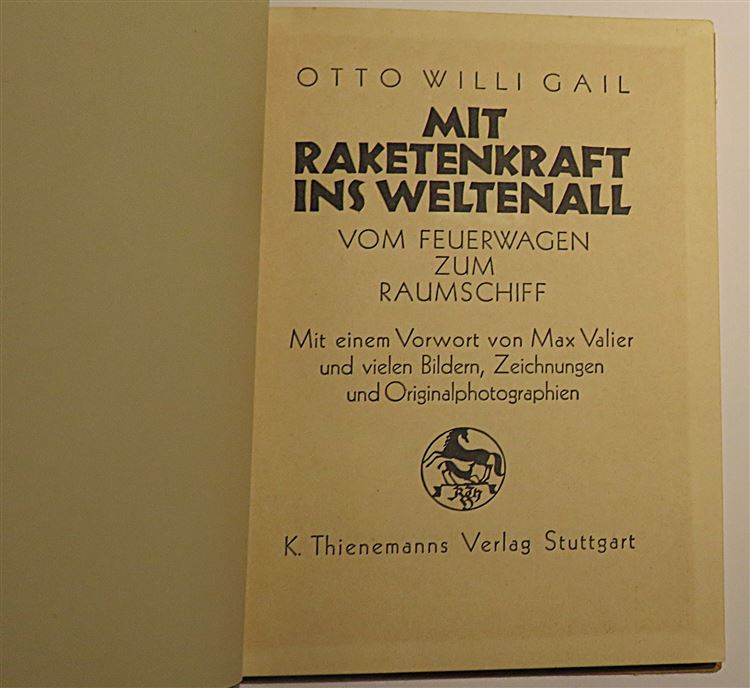 OTTO WILLI GAIL
MIT
RAKETENKRAFT
INS WELTENALL
VOM FEUERWAGEN
ZUM
RAUMSCHIFF
Mit einem Vorwort von Max Valier
und vielen Bildern, Zeichnungen
und Originalphotographien
K. Thienemanns Verlag Stuttgart